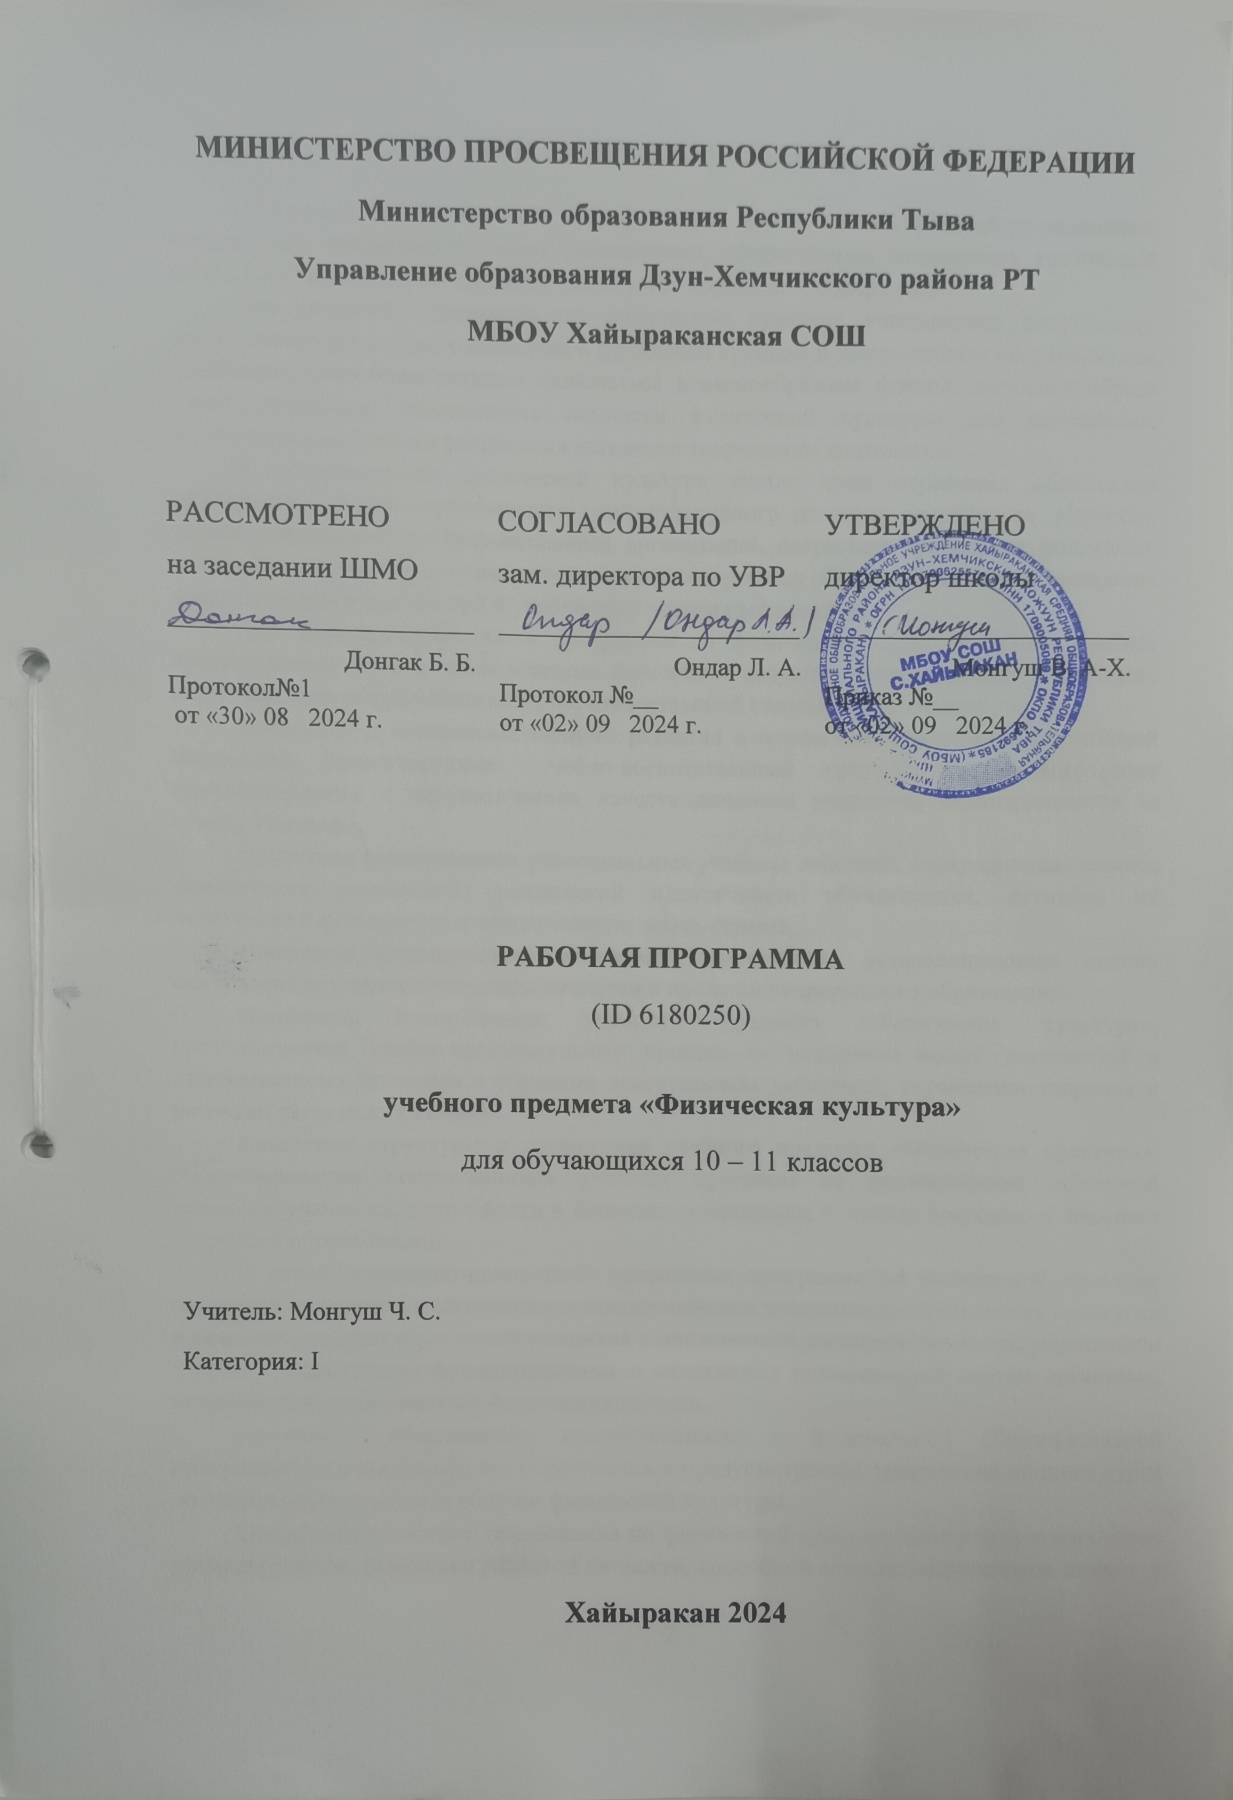 МИНИСТЕРСТВО ПРОСВЕЩЕНИЯ РОССИЙСКОЙ ФЕДЕРАЦИИ
Министерство образования Республики Тыва
Управление образования Дзун-Хемчикского района РТ
МБОУ Хайыраканская СОШ
РАССМОТРЕНО
на заседании ШМО
Донгак
Донгак Б. Б.
Протокол№1
от «30» 08 2024 г.
СОГЛАСОВАНО
зам. директора по УВР
Ондар /Ондар Л.А./
Ондар Л. А.
Протокол №__
от «02» 09 2024 г.
УТВЕРЖДЕНО
директор школы
Монгуш
Монгуш В. А-Х.
Приказ №__
от «02» 09 2024 г.
МБОУ СОШ
С.ХАЙЫРАКАН
РАБОЧАЯ ПРОГРАММА
(ID 6180250)
учебного предмета «Физическая культура»
для обучающихся 10 – 11 классов
Учитель: Монгуш Ч. С.
Категория: I
Хайыракан 2024